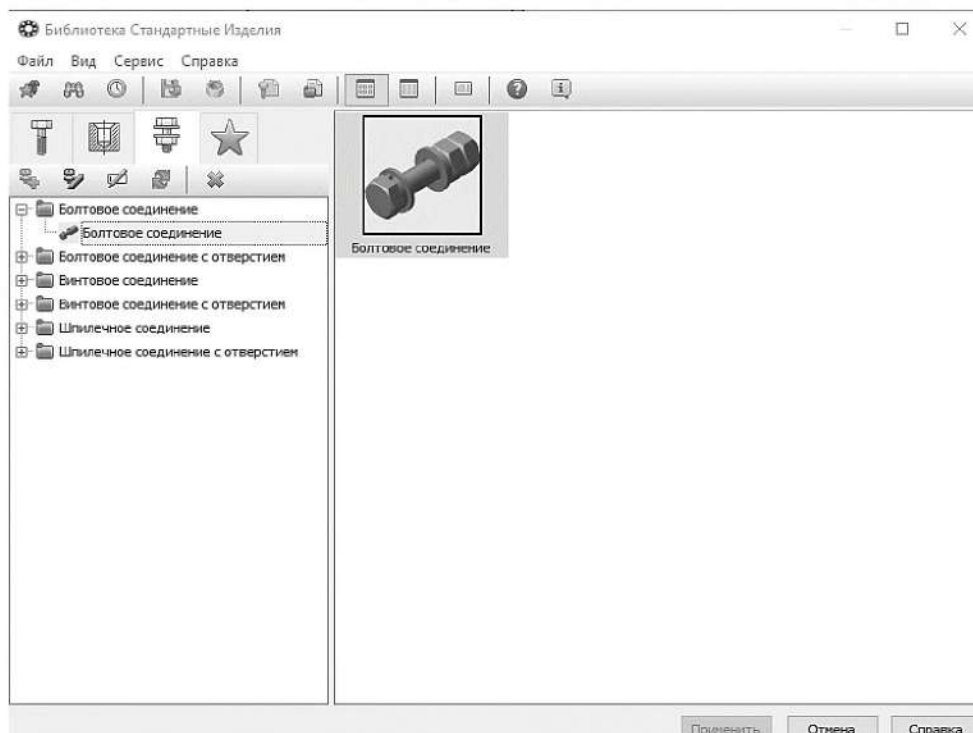 Библиотека Стандартные Изделия
Файл Вид Сервис Справка
Болтовое соединение
Болтовое соединение
Болтовое соединение с отверстием
Винтовое соединение
Винтовое соединение с отверстием
Шпилечное соединение
Шпилечное соединение с отверстием
Болтовое соединение
Применить Отмена Справка